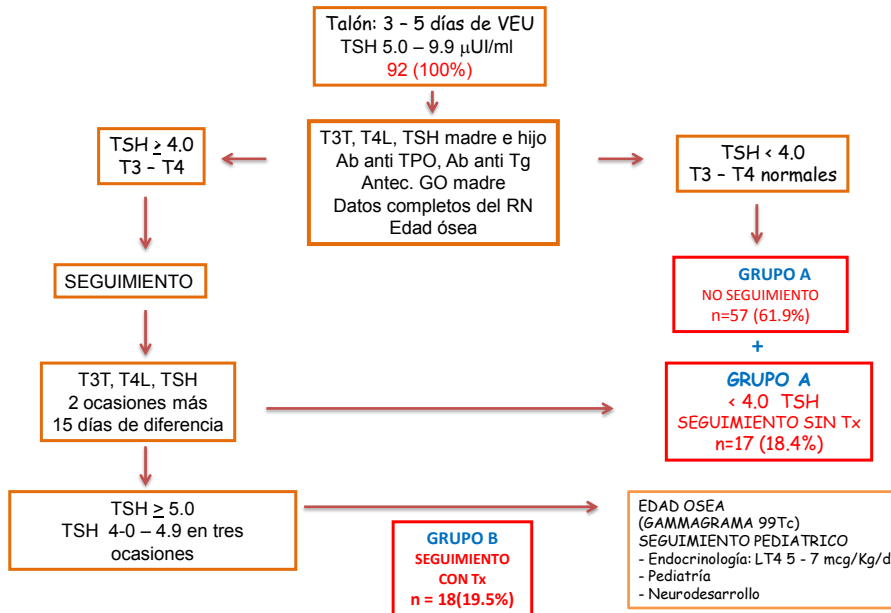 Talón: 3 – 5 días de VEU
TSH 5.0 – 9.9 µUI/ml
92 (100%)
TSH ≥ 4.0
T3 – T4
T3T, T4L, TSH madre e hijo
Ab anti TPO, Ab anti Tg
Antec. GO madre
Datos completos del RN
Edad ósea
TSH < 4.0
T3 – T4 normales
SEGUIMIENTO
GRUPO A
NO SEGUIMIENTO
n=57 (61.9%)
+
T3T, T4L, TSH
2 ocasiones más
15 días de diferencia
GRUPO A
< 4.0 TSH
SEGUIMIENTO SIN Tx
n=17 (18.4%)
TSH ≥ 5.0
TSH 4-0 – 4.9 en tres
ocasiones
GRUPO B
SEGUIMIENTO
CON Tx
n = 18(19.5%)
EDAD OSEA
(GAMMAGRAMA 99Tc)
SEGUIMIENTO PEDIATRICO
- Endocrinología: LT4 5 - 7 mcg/Kg/d
- Pediatría
- Neurodesarrollo